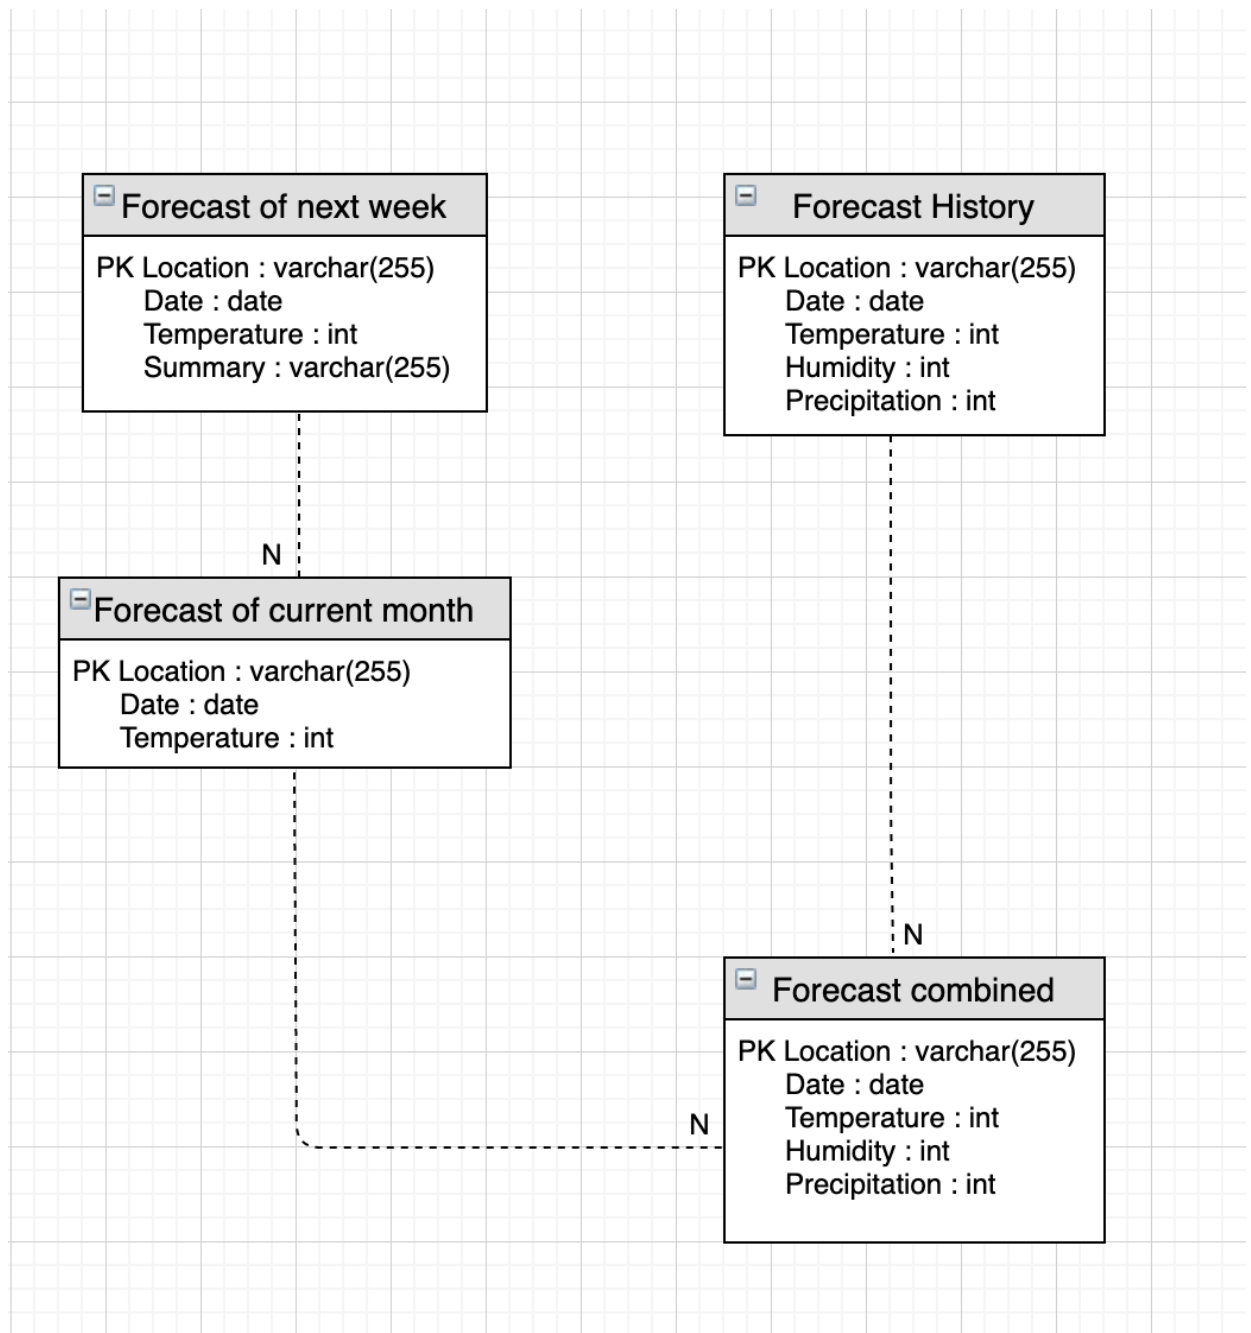 Forecast of next week
PK Location : varchar(255)
Date : date
Temperature : int
Summary : varchar(255)
Forecast History
PK Location : varchar(255)
Date : date
Temperature : int
Humidity : int
Precipitation : int
N
Forecast of current month
PK Location : varchar(255)
Date : date
Temperature : int
N
Forecast combined
PK Location : varchar(255)
Date : date
Temperature : int
Humidity : int
Precipitation : int
N